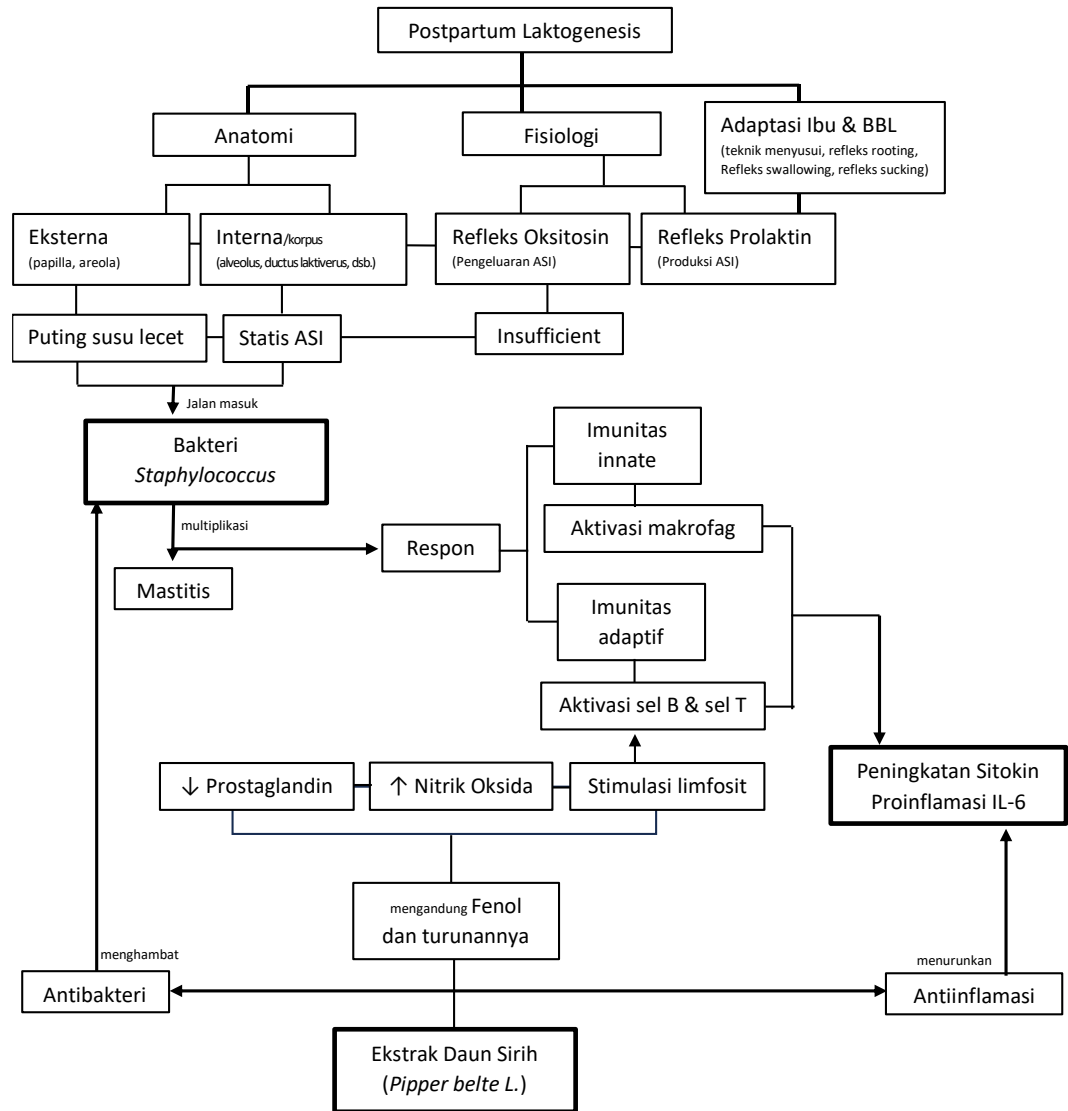 Postpartum Laktogenesis
Anatomi
Fisiologi
Adaptasi Ibu & BBL
(teknik menyusui, refleks rooting,
Refleks swallowing, refleks sucking)
Eksterna
(papilla, areola)
Interna/korpus
(alveolus, ductus laktiverus, dsb.)
Refleks Oksitosin
(Pengeluaran ASI)
Refleks Prolaktin
(Produksi ASI)
Puting susu lecet
Statis ASI
Insufficient
Jalan masuk
Bakteri
Staphylococcus
Imunitas
innate
multiplikasi
Aktivasi makrofag
Respon
Mastitis
Imunitas
adaptif
Aktivasi sel B & sel T
↓ Prostaglandin
↑ Nitrik Oksida
Stimulasi limfosit
Peningkatan Sitokin
Proinflamasi IL-6
mengandung Fenol
dan turunannya
menghambat
menurunkan
Antibakteri
Antiinflamasi
Ekstrak Daun Sirih
(Pipper belte L.)